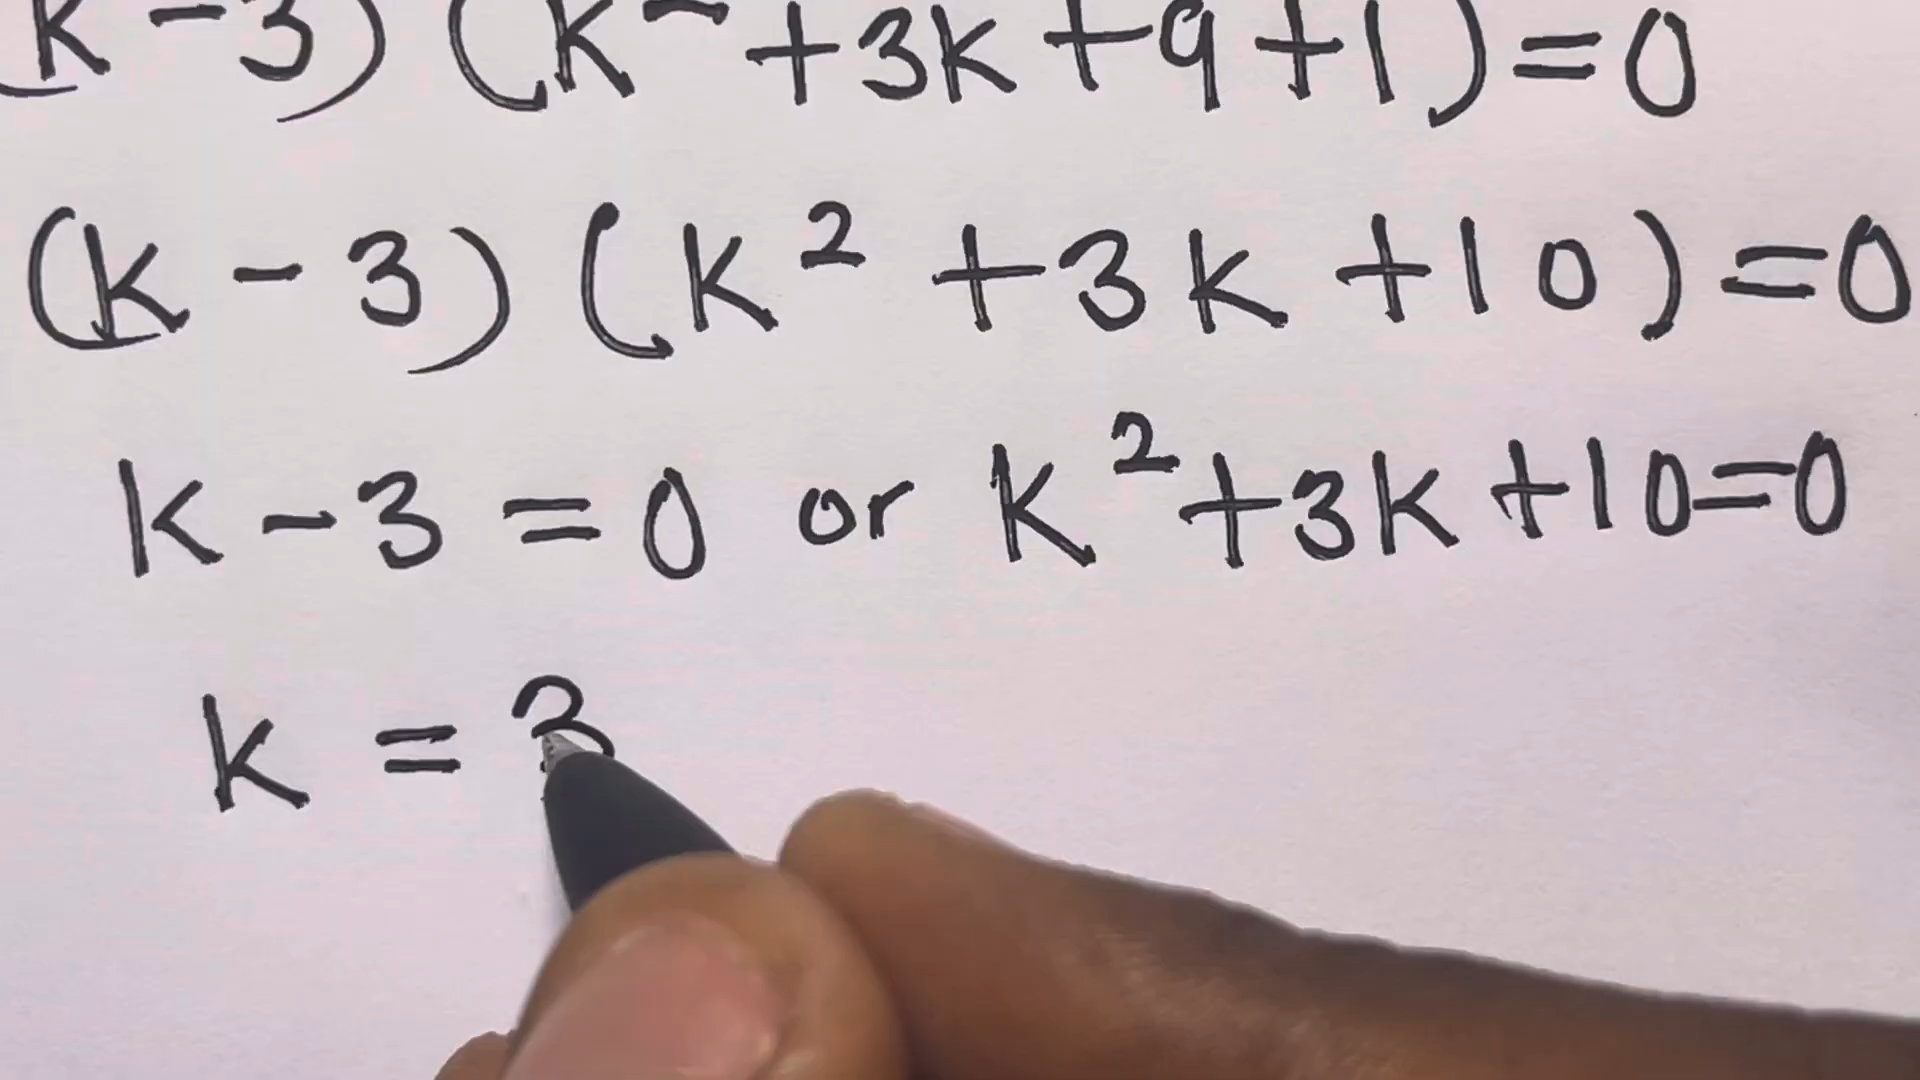 (k - 3) (k² + 3k + 9 + 1) = 0
(k - 3) (k² + 3k + 10) = 0
k - 3 = 0 or k² + 3k + 10 = 0
k = 3